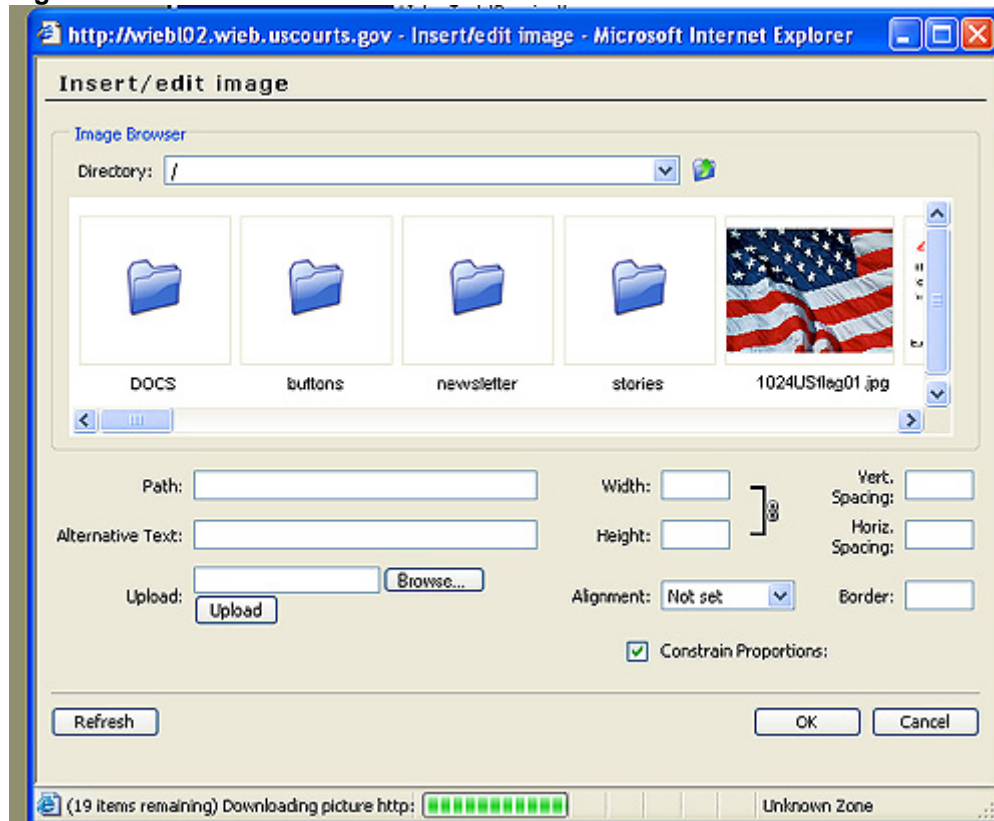 http://wiebl02.wieb.uscourts.gov - Insert/edit image - Microsoft Internet Explorer
Insert/edit image
Image Browser
Directory: /
DOCS
buttons
newsletter
stories
1024USflag01.jpg
Path:
Width:
Vert. Spacing:
Alternative Text:
Height:
Horiz. Spacing:
Upload:
Browse...
Upload
Alignment: Not set
Border:
Constrain Proportions:
Refresh
OK
Cancel
(19 items remaining) Downloading picture http:
Unknown Zone